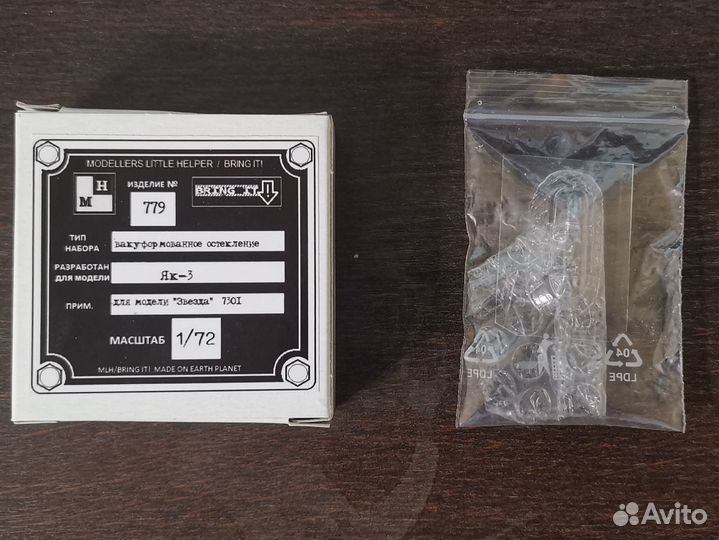 MODELLERS LITTLE HELPER / BRING IT!
M H
ИЗДЕЛИЕ №
779
BRING IT!
ТИП НАБОРА
вакуформованное остекление
РАЗРАБОТАН ДЛЯ МОДЕЛИ
Як-3
ПРИМ.
для модели "Звезда" 7301
МАСШТАБ
1/72
MLH/BRING IT! MADE ON EARTH PLANET
04
LDPE
04
LDPE
Avito